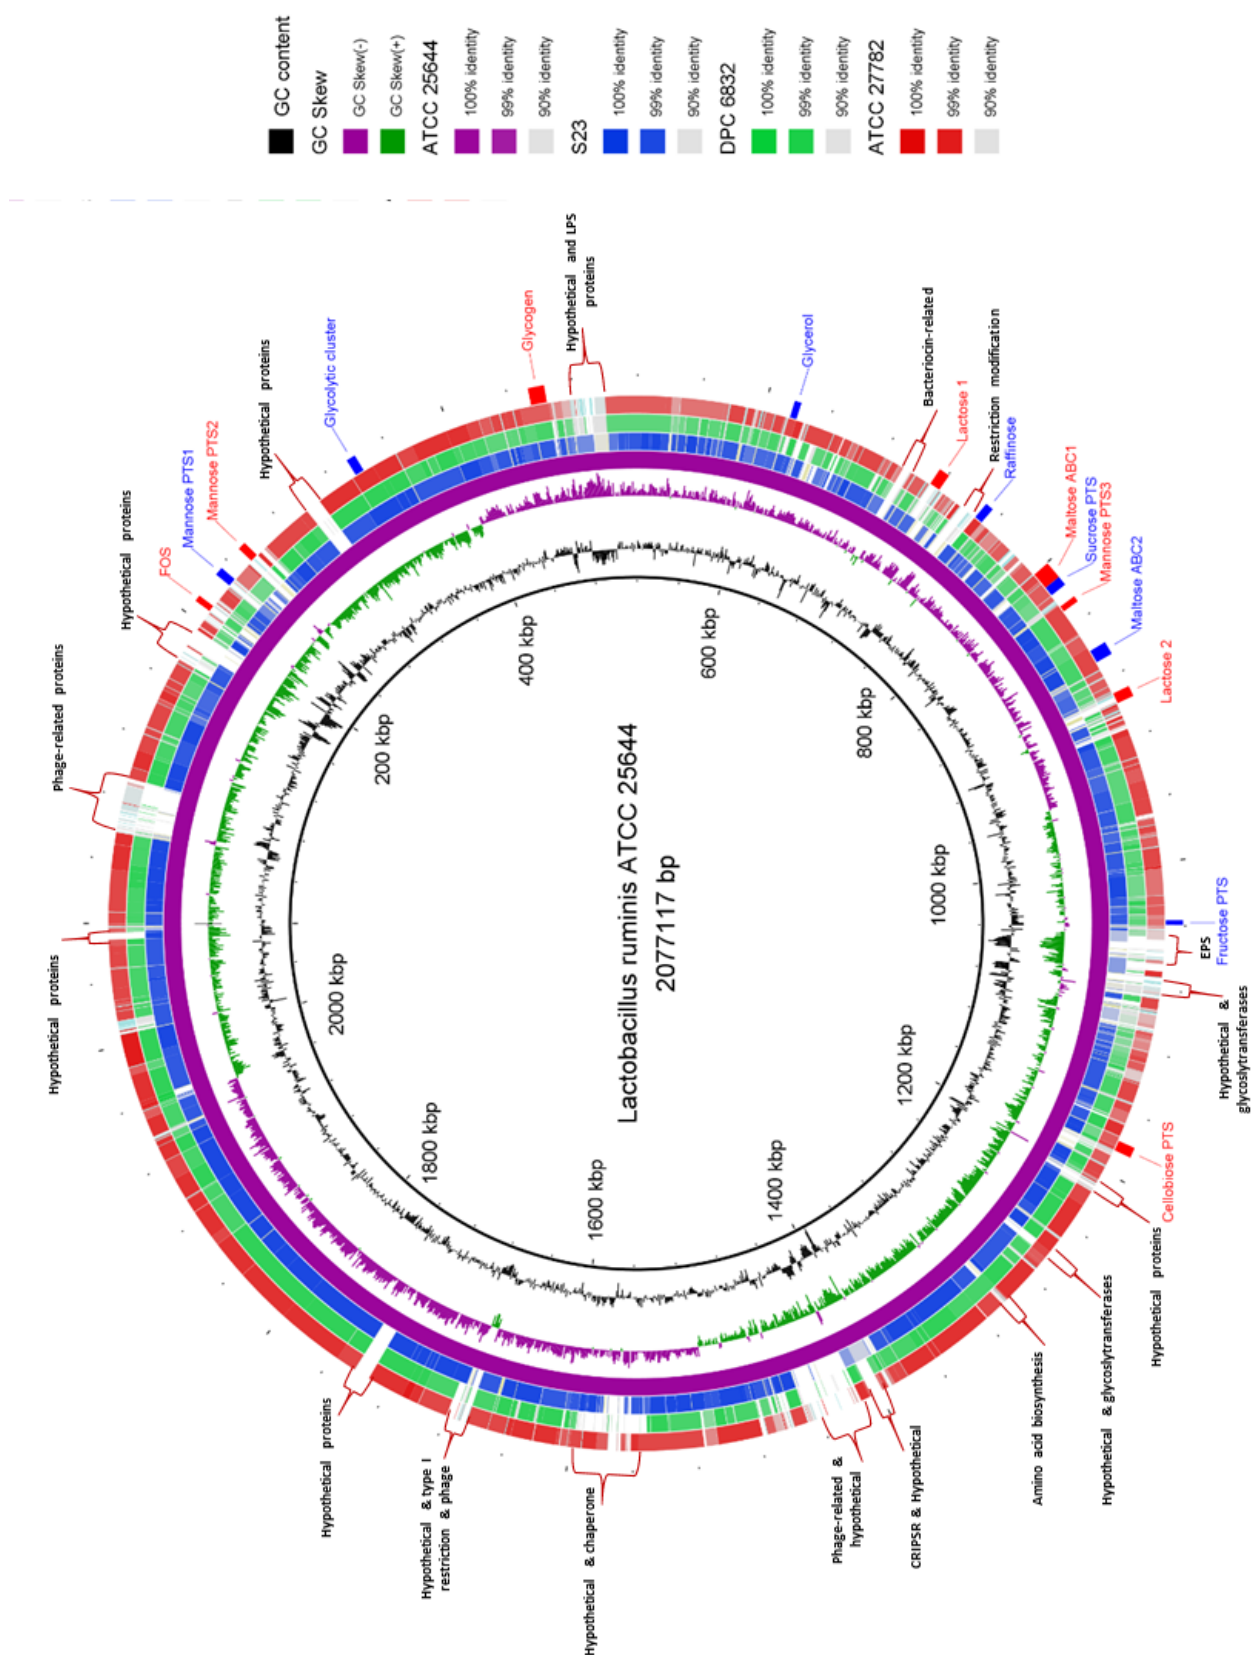 GC content
GC Skew
GC Skew(-)
GC Skew(+)
ATCC 25644
100% identity
99% identity
90% identity
S23
100% identity
99% identity
90% identity
DPC 6832
100% identity
99% identity
90% identity
ATCC 27782
100% identity
99% identity
90% identity
Hypothetical proteins
Phage-related proteins
Hypothetical proteins
FOS
Mannose PTS1
Mannose PTS2
Hypothetical proteins
Glycolytic cluster
Glycogen
Hypothetical and LPS
proteins
Glycerol
Bacteriocin-related
Lactose 1
Restriction modification
Raffinose
Maltose ABC1
Sucrose PTS
Mannose PTS3
Maltose ABC2
Lactose 2
Fructose PTS
EPS
Hypothetical &
glycoslytransferases
Cellobiose PTS
Hypothetical proteins
Hypothetical & glycoslytransferases
Amino acid biosynthesis
CRIPSR & Hypothetical
Phage-related &
hypothetical
Hypothetical & chaperone
Hypothetical & type I
restriction & phage
Hypothetical proteins
200 kbp
400 kbp
600 kbp
800 kbp
1000 kbp
1200 kbp
1400 kbp
1600 kbp
1800 kbp
2000 kbp
Lactobacillus ruminis ATCC 25644
2077117 bp